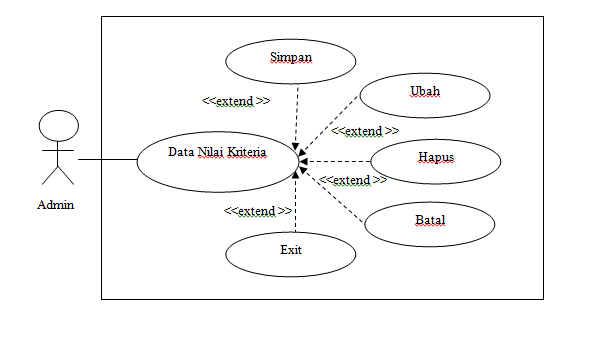 Simpan
<<extend >>
Ubah
<<extend >>
Data Nilai Kriteria
Hapus
<<extend >>
Admin
<<extend >>
Batal
Exit